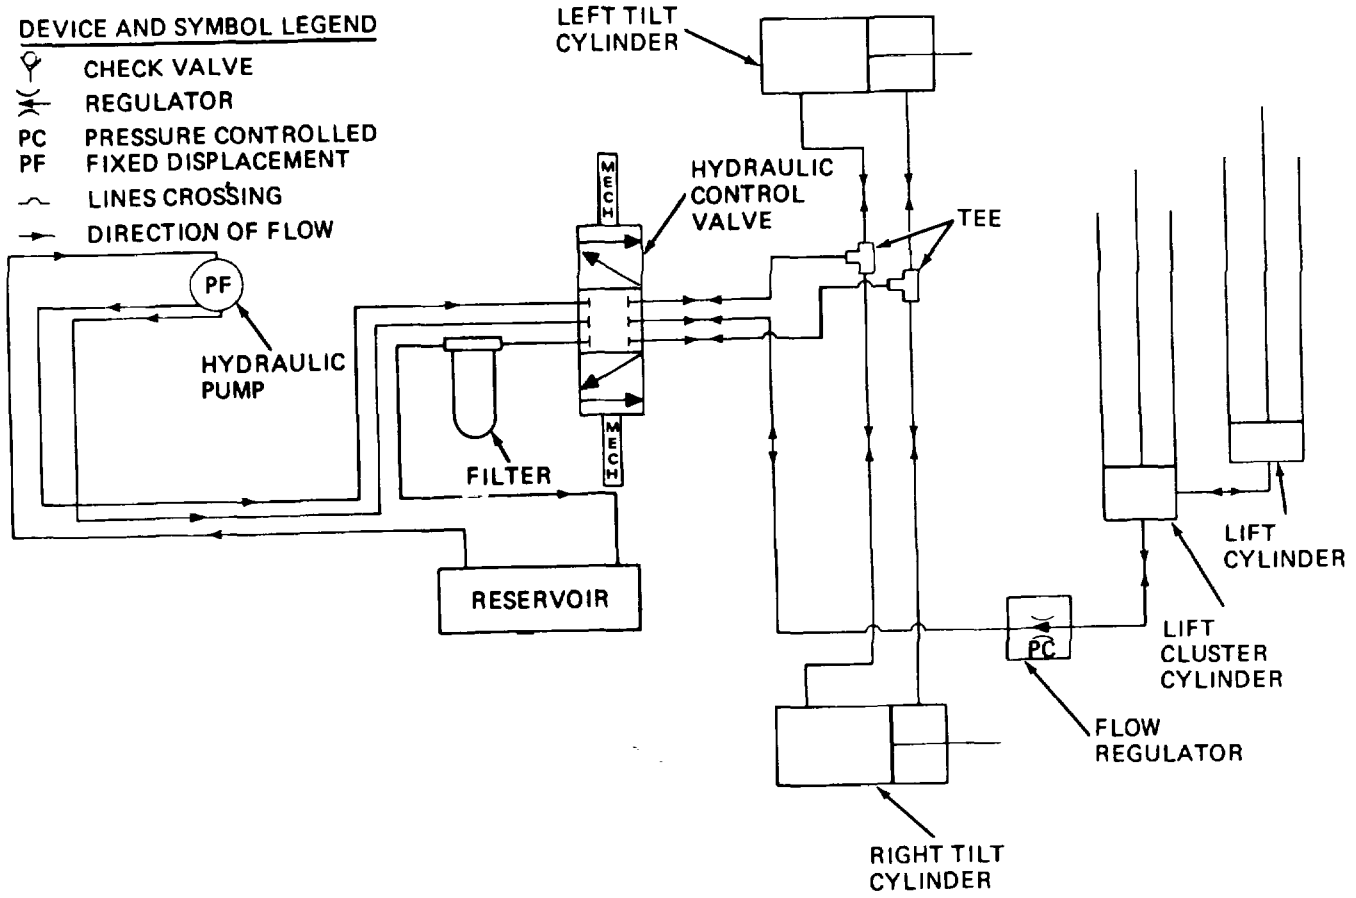 DEVICE AND SYMBOL LEGEND
CHECK VALVE
REGULATOR
PC PRESSURE CONTROLLED
PF FIXED DISPLACEMENT
LINES CROSSING
DIRECTION OF FLOW
LEFT TILT
CYLINDER
MECH
HYDRAULIC
CONTROL
VALVE
TEE
PF
HYDRAULIC
PUMP
FILTER
MECH
RESERVOIR
LIFT
CYLINDER
PC
LIFT
CLUSTER
CYLINDER
FLOW
REGULATOR
RIGHT TILT
CYLINDER